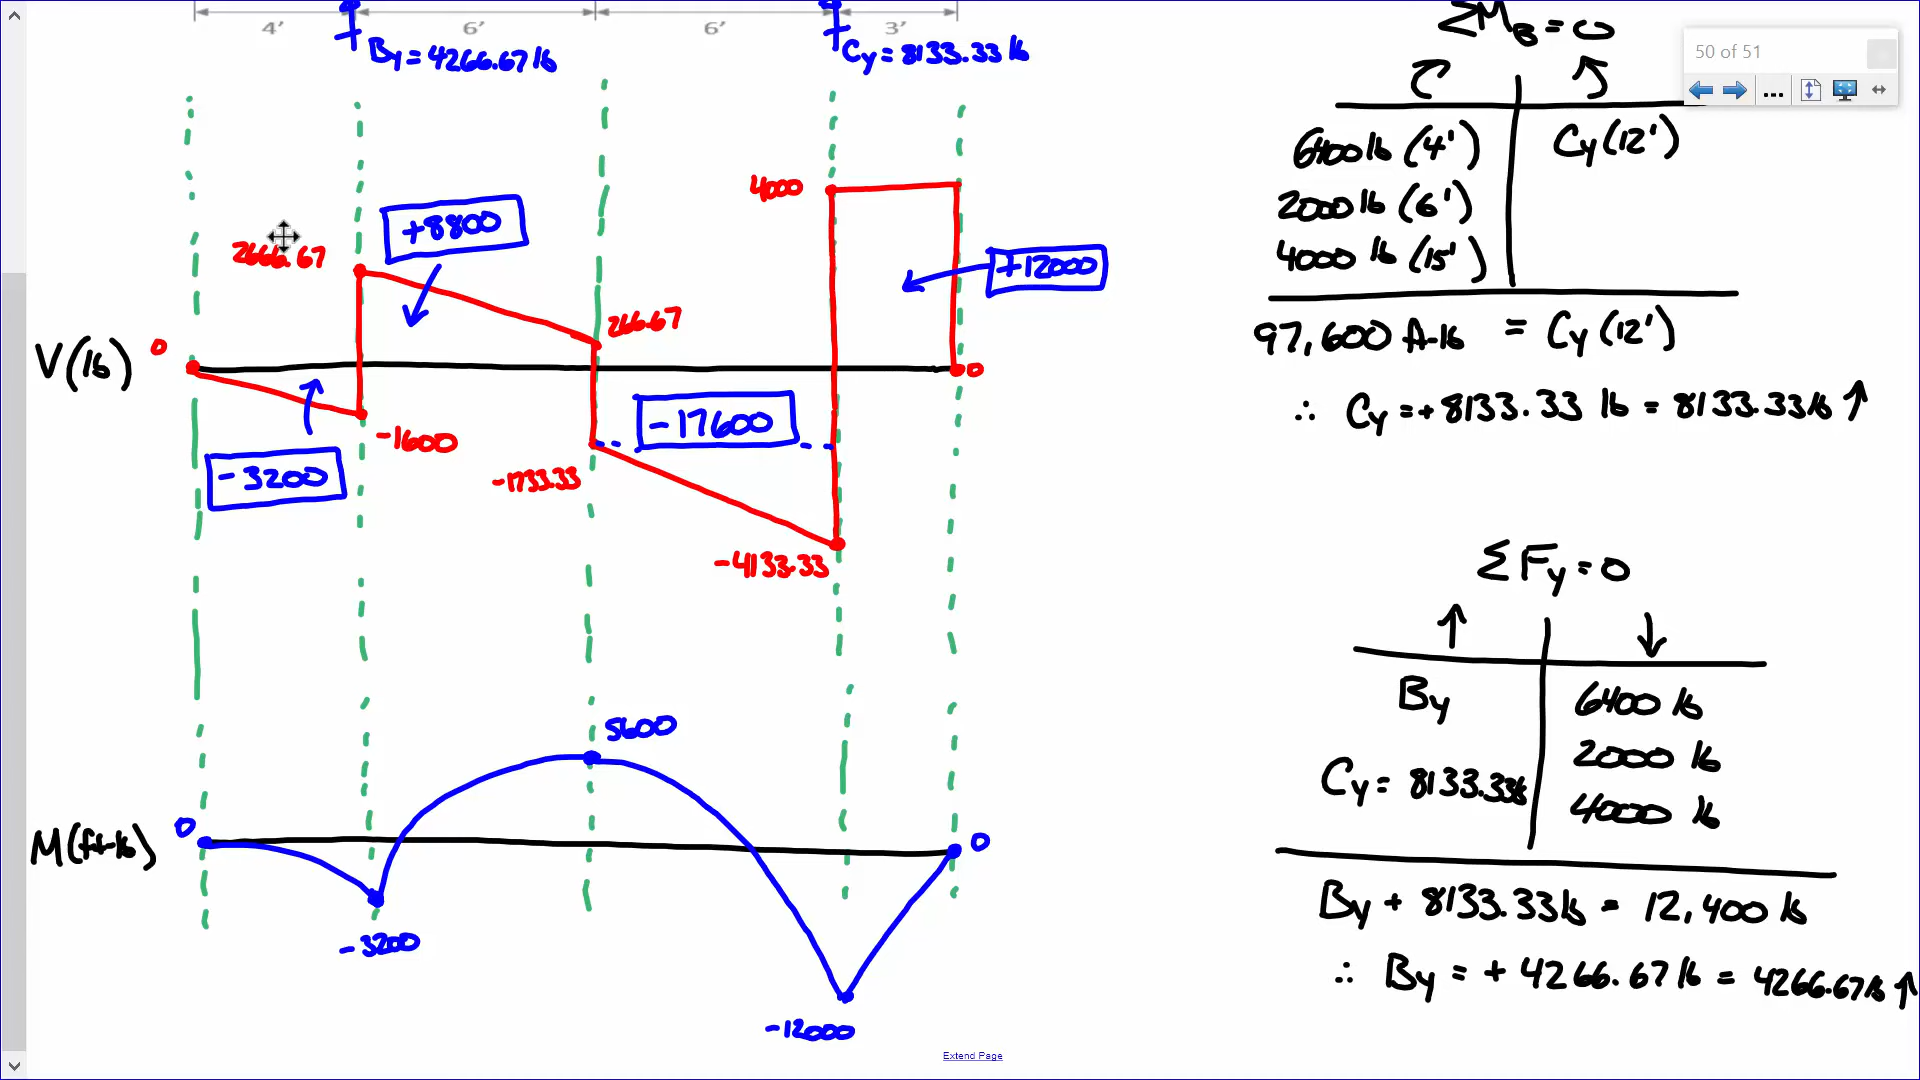 4’ 6’ 6’ 3’
By = 4266.67 lb
Cy = 8133.33 lb
4000
+8800
2666.67
+12000
266.67
V(lb) 0
0
-1600
-17600
-3200
-1733.33
-4133.33
5600
M(ft-lb) 0
0
-3200
-12000
Extend Page
ΣMB = 0
50 of 51
6400 lb (4') Cy (12')
2000 lb (6')
4000 lb (15')
97,600 ft-lb = Cy (12')
∴ Cy = + 8133.33 lb = 8133.33 lb ↑
ΣFy = 0
↑ ↓
By 6400 lb
2000 lb
Cy = 8133.33 lb
4000 lb
By + 8133.33 lb = 12,400 lb
∴ By = + 4266.67 lb = 4266.67 lb ↑